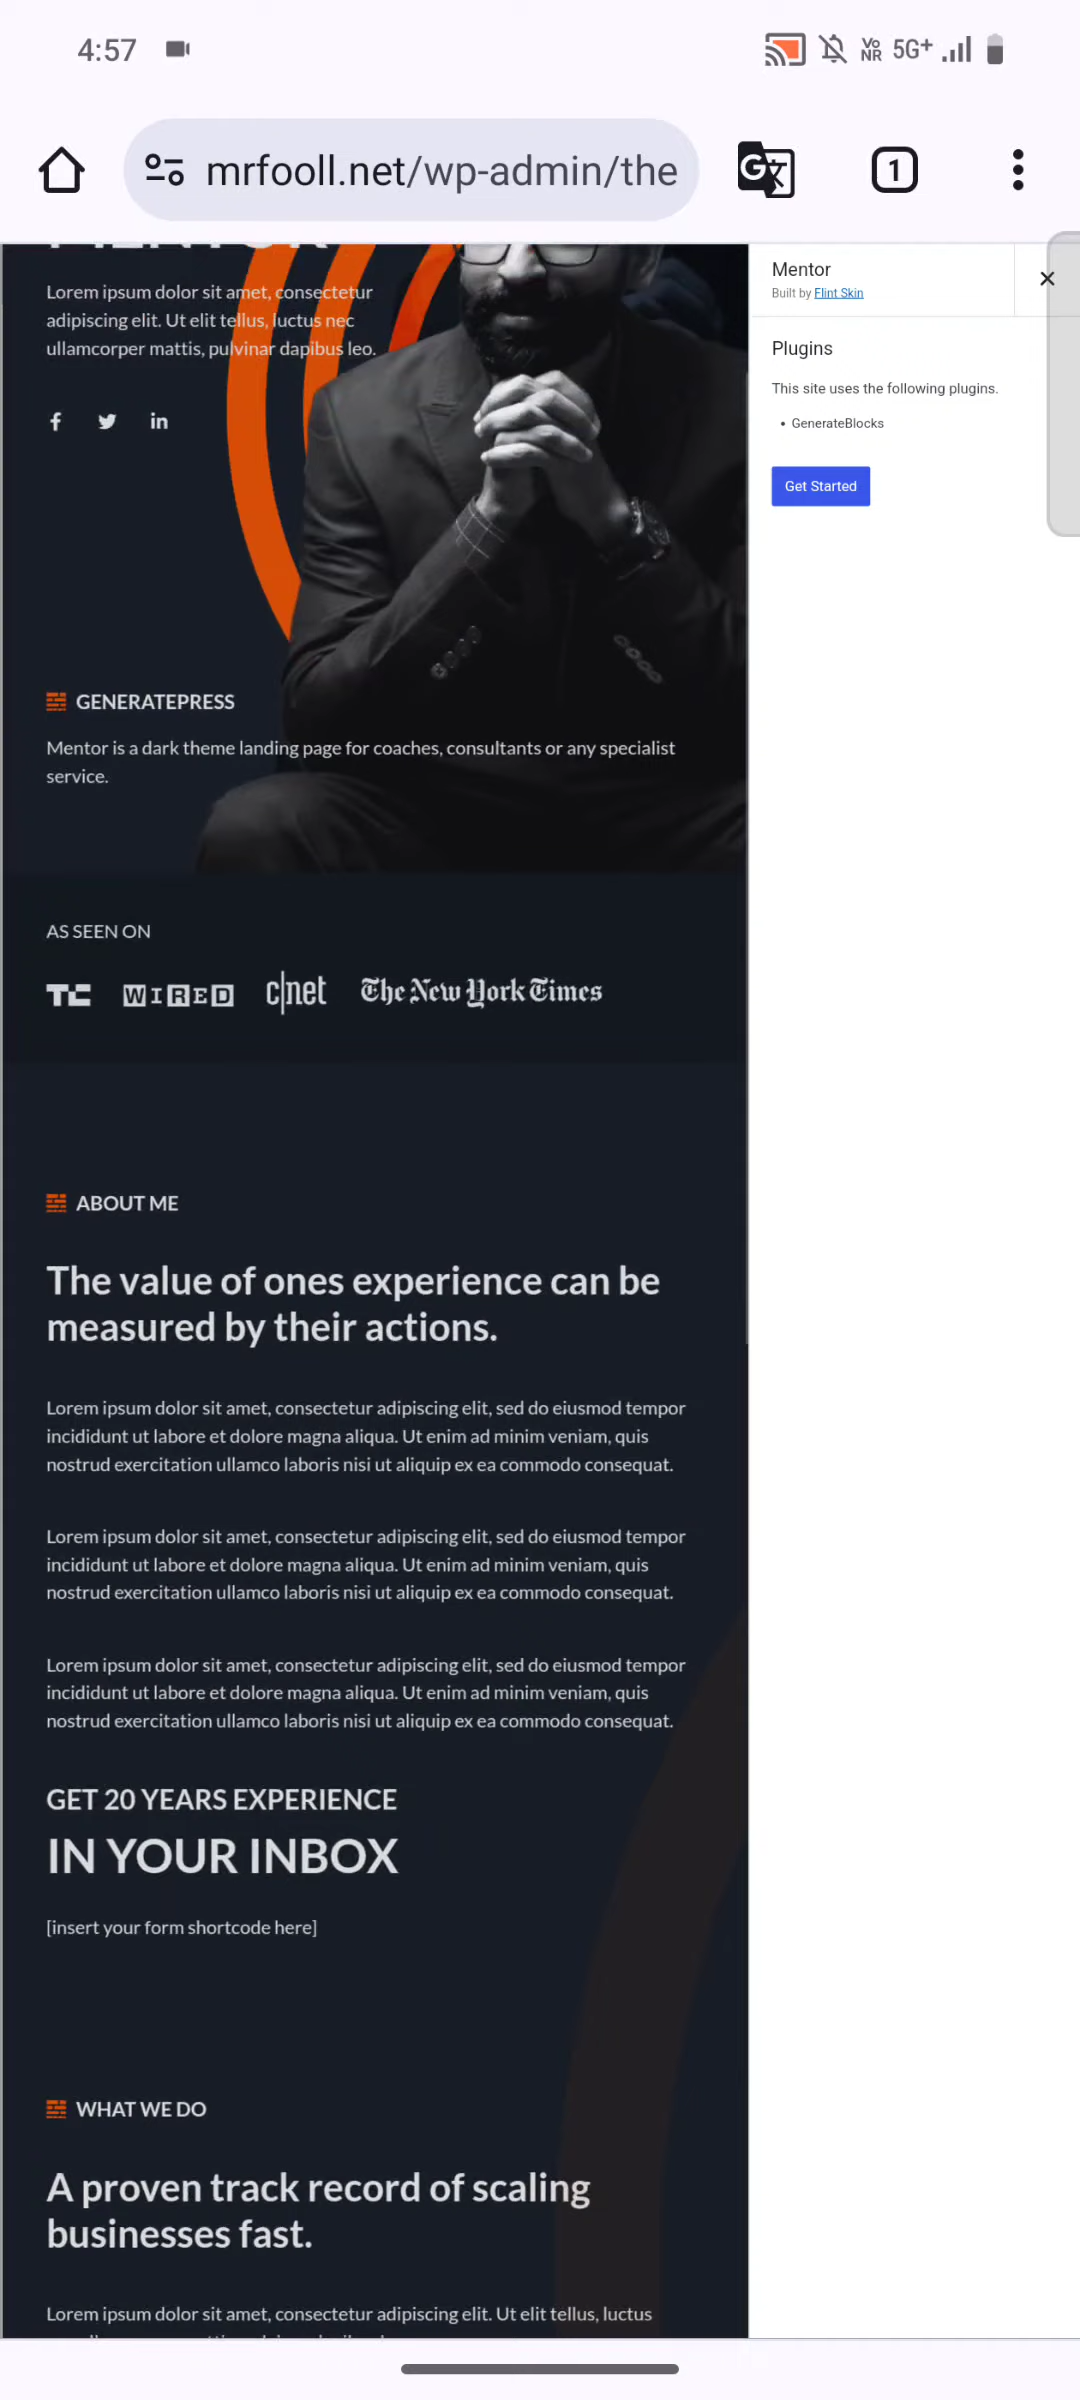 4:57
Vo
NR
5G+
mrfooll.net/wp-admin/the
G
1
Lorem ipsum dolor sit amet, consectetur
adipiscing elit. Ut elit tellus, luctus nec
ullamcorper mattis, pulvinar dapibus leo.
GENERATEPRESS
Mentor is a dark theme landing page for coaches, consultants or any specialist
service.
AS SEEN ON
TC WIRED c|net The New York Times
ABOUT ME
The value of ones experience can be
measured by their actions.
Lorem ipsum dolor sit amet, consectetur adipiscing elit, sed do eiusmod tempor
incididunt ut labore et dolore magna aliqua. Ut enim ad minim veniam, quis
nostrud exercitation ullamco laboris nisi ut aliquip ex ea commodo consequat.
Lorem ipsum dolor sit amet, consectetur adipiscing elit, sed do eiusmod tempor
incididunt ut labore et dolore magna aliqua. Ut enim ad minim veniam, quis
nostrud exercitation ullamco laboris nisi ut aliquip ex ea commodo consequat.
Lorem ipsum dolor sit amet, consectetur adipiscing elit, sed do eiusmod tempor
incididunt ut labore et dolore magna aliqua. Ut enim ad minim veniam, quis
nostrud exercitation ullamco laboris nisi ut aliquip ex ea commodo consequat.
GET 20 YEARS EXPERIENCE
IN YOUR INBOX
[insert your form shortcode here]
WHAT WE DO
A proven track record of scaling
businesses fast.
Lorem ipsum dolor sit amet, consectetur adipiscing elit. Ut elit tellus, luctus
Mentor
Built by Flint Skin
Plugins
This site uses the following plugins.
• GenerateBlocks
Get Started